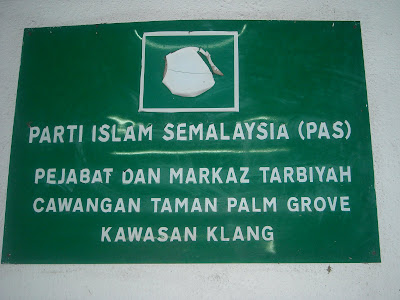 PARTI ISLAM SEMALAYSIA (PAS)
PEJABAT DAN MARKAZ TARBIYAH
CAWANGAN TAMAN PALM GROVE
KAWASAN KLANG